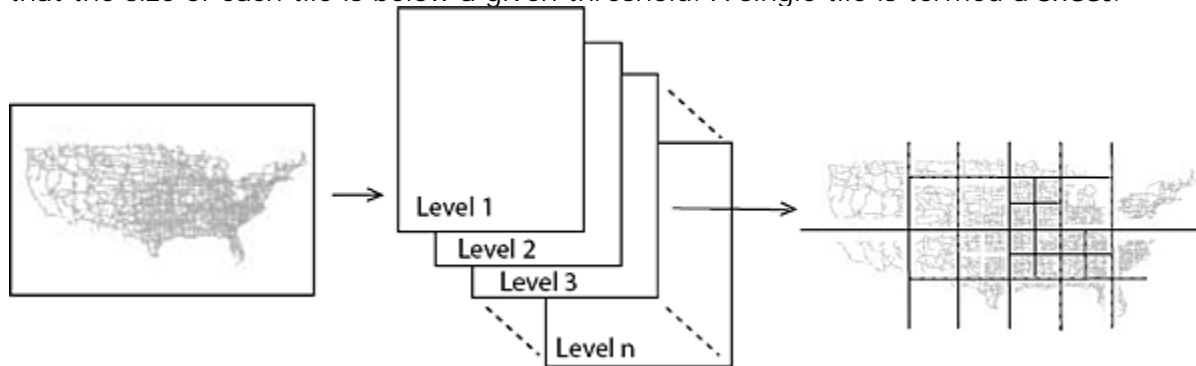 that the size of each tile is below a given threshold. A single tile is termed a sheet.
Level 1
Level 2
Level 3
Level n